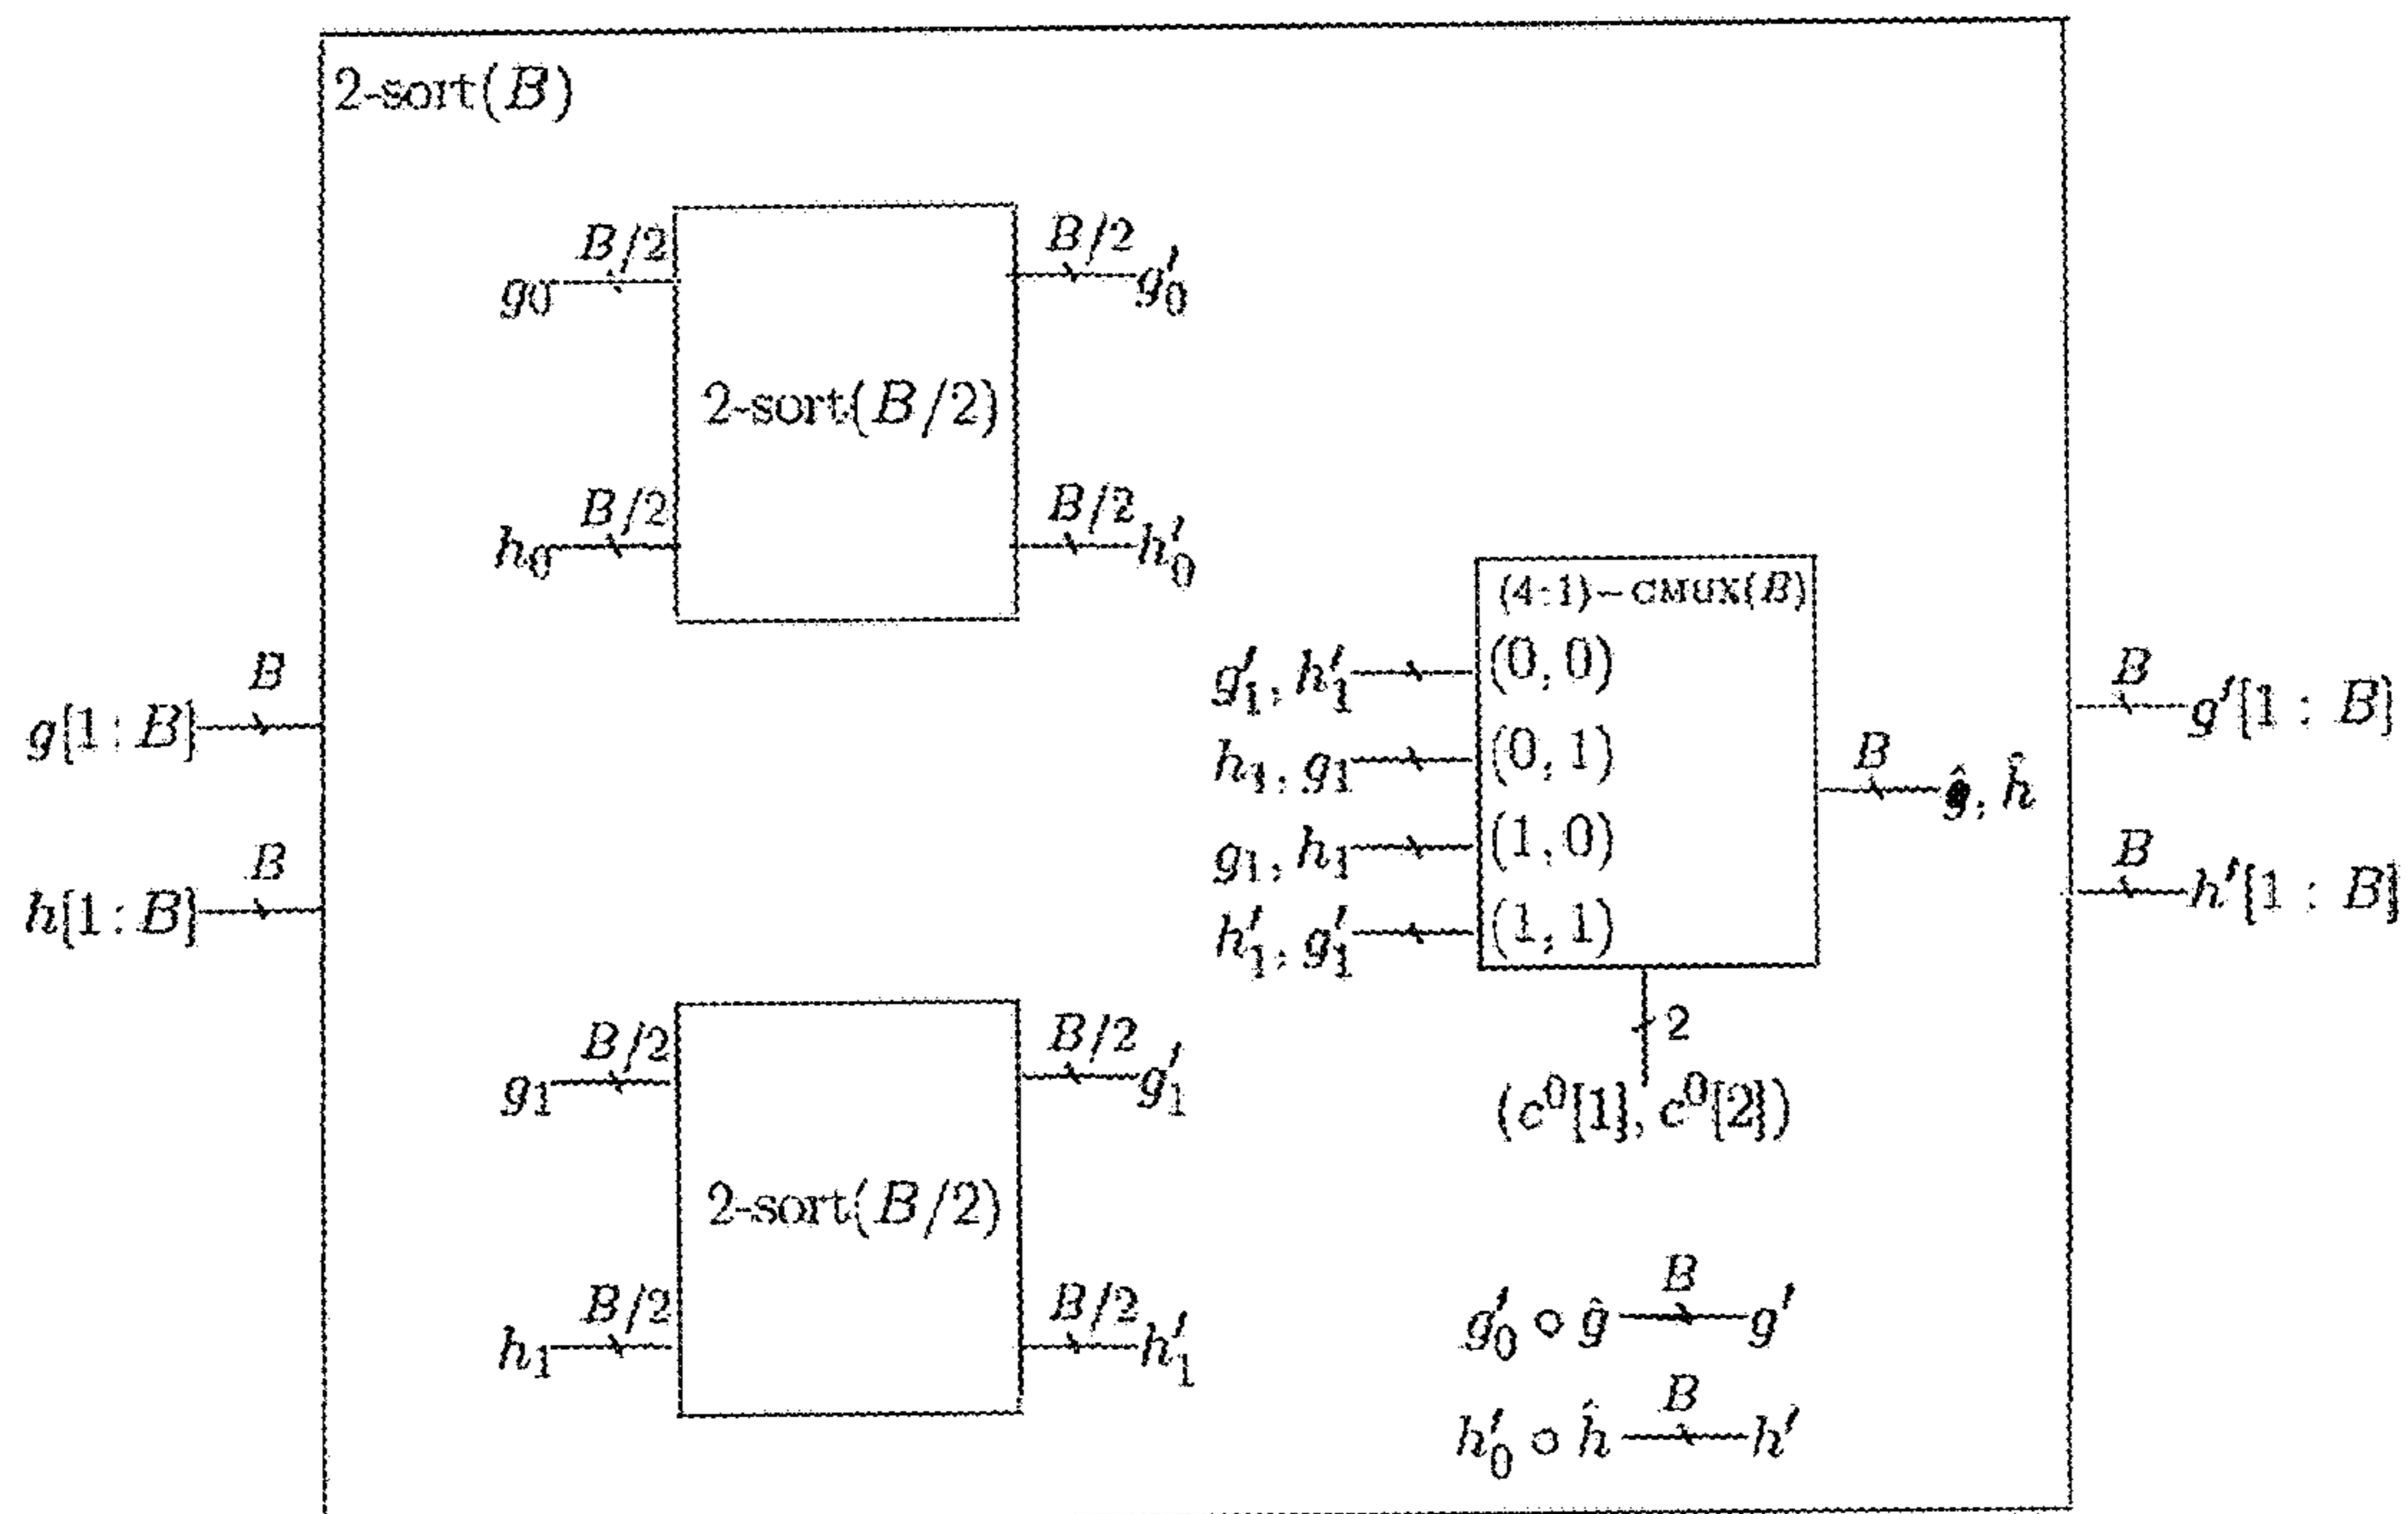 2-sort(B)
B/2
g₀
B/2
g′₀
2-sort(B/2)
B/2
h₀
B/2
h′₀
(4:1)−CMUX(B)
g′₁, h′₁
(0, 0)
h₁, g₁
(0, 1)
g₁, h₁
(1, 0)
h′₁, g′₁
(1, 1)
B
ĝ, ĥ
2
(c⁰[1], c⁰[2])
B
g[1 : B]
B
h[1 : B]
B
g′[1 : B]
B
h′[1 : B]
B/2
g₁
B/2
g′₁
2-sort(B/2)
B/2
h₁
B/2
h′₁
B
g′₀ ∘ ĝ
g′
B
h′₀ ∘ ĥ
h′